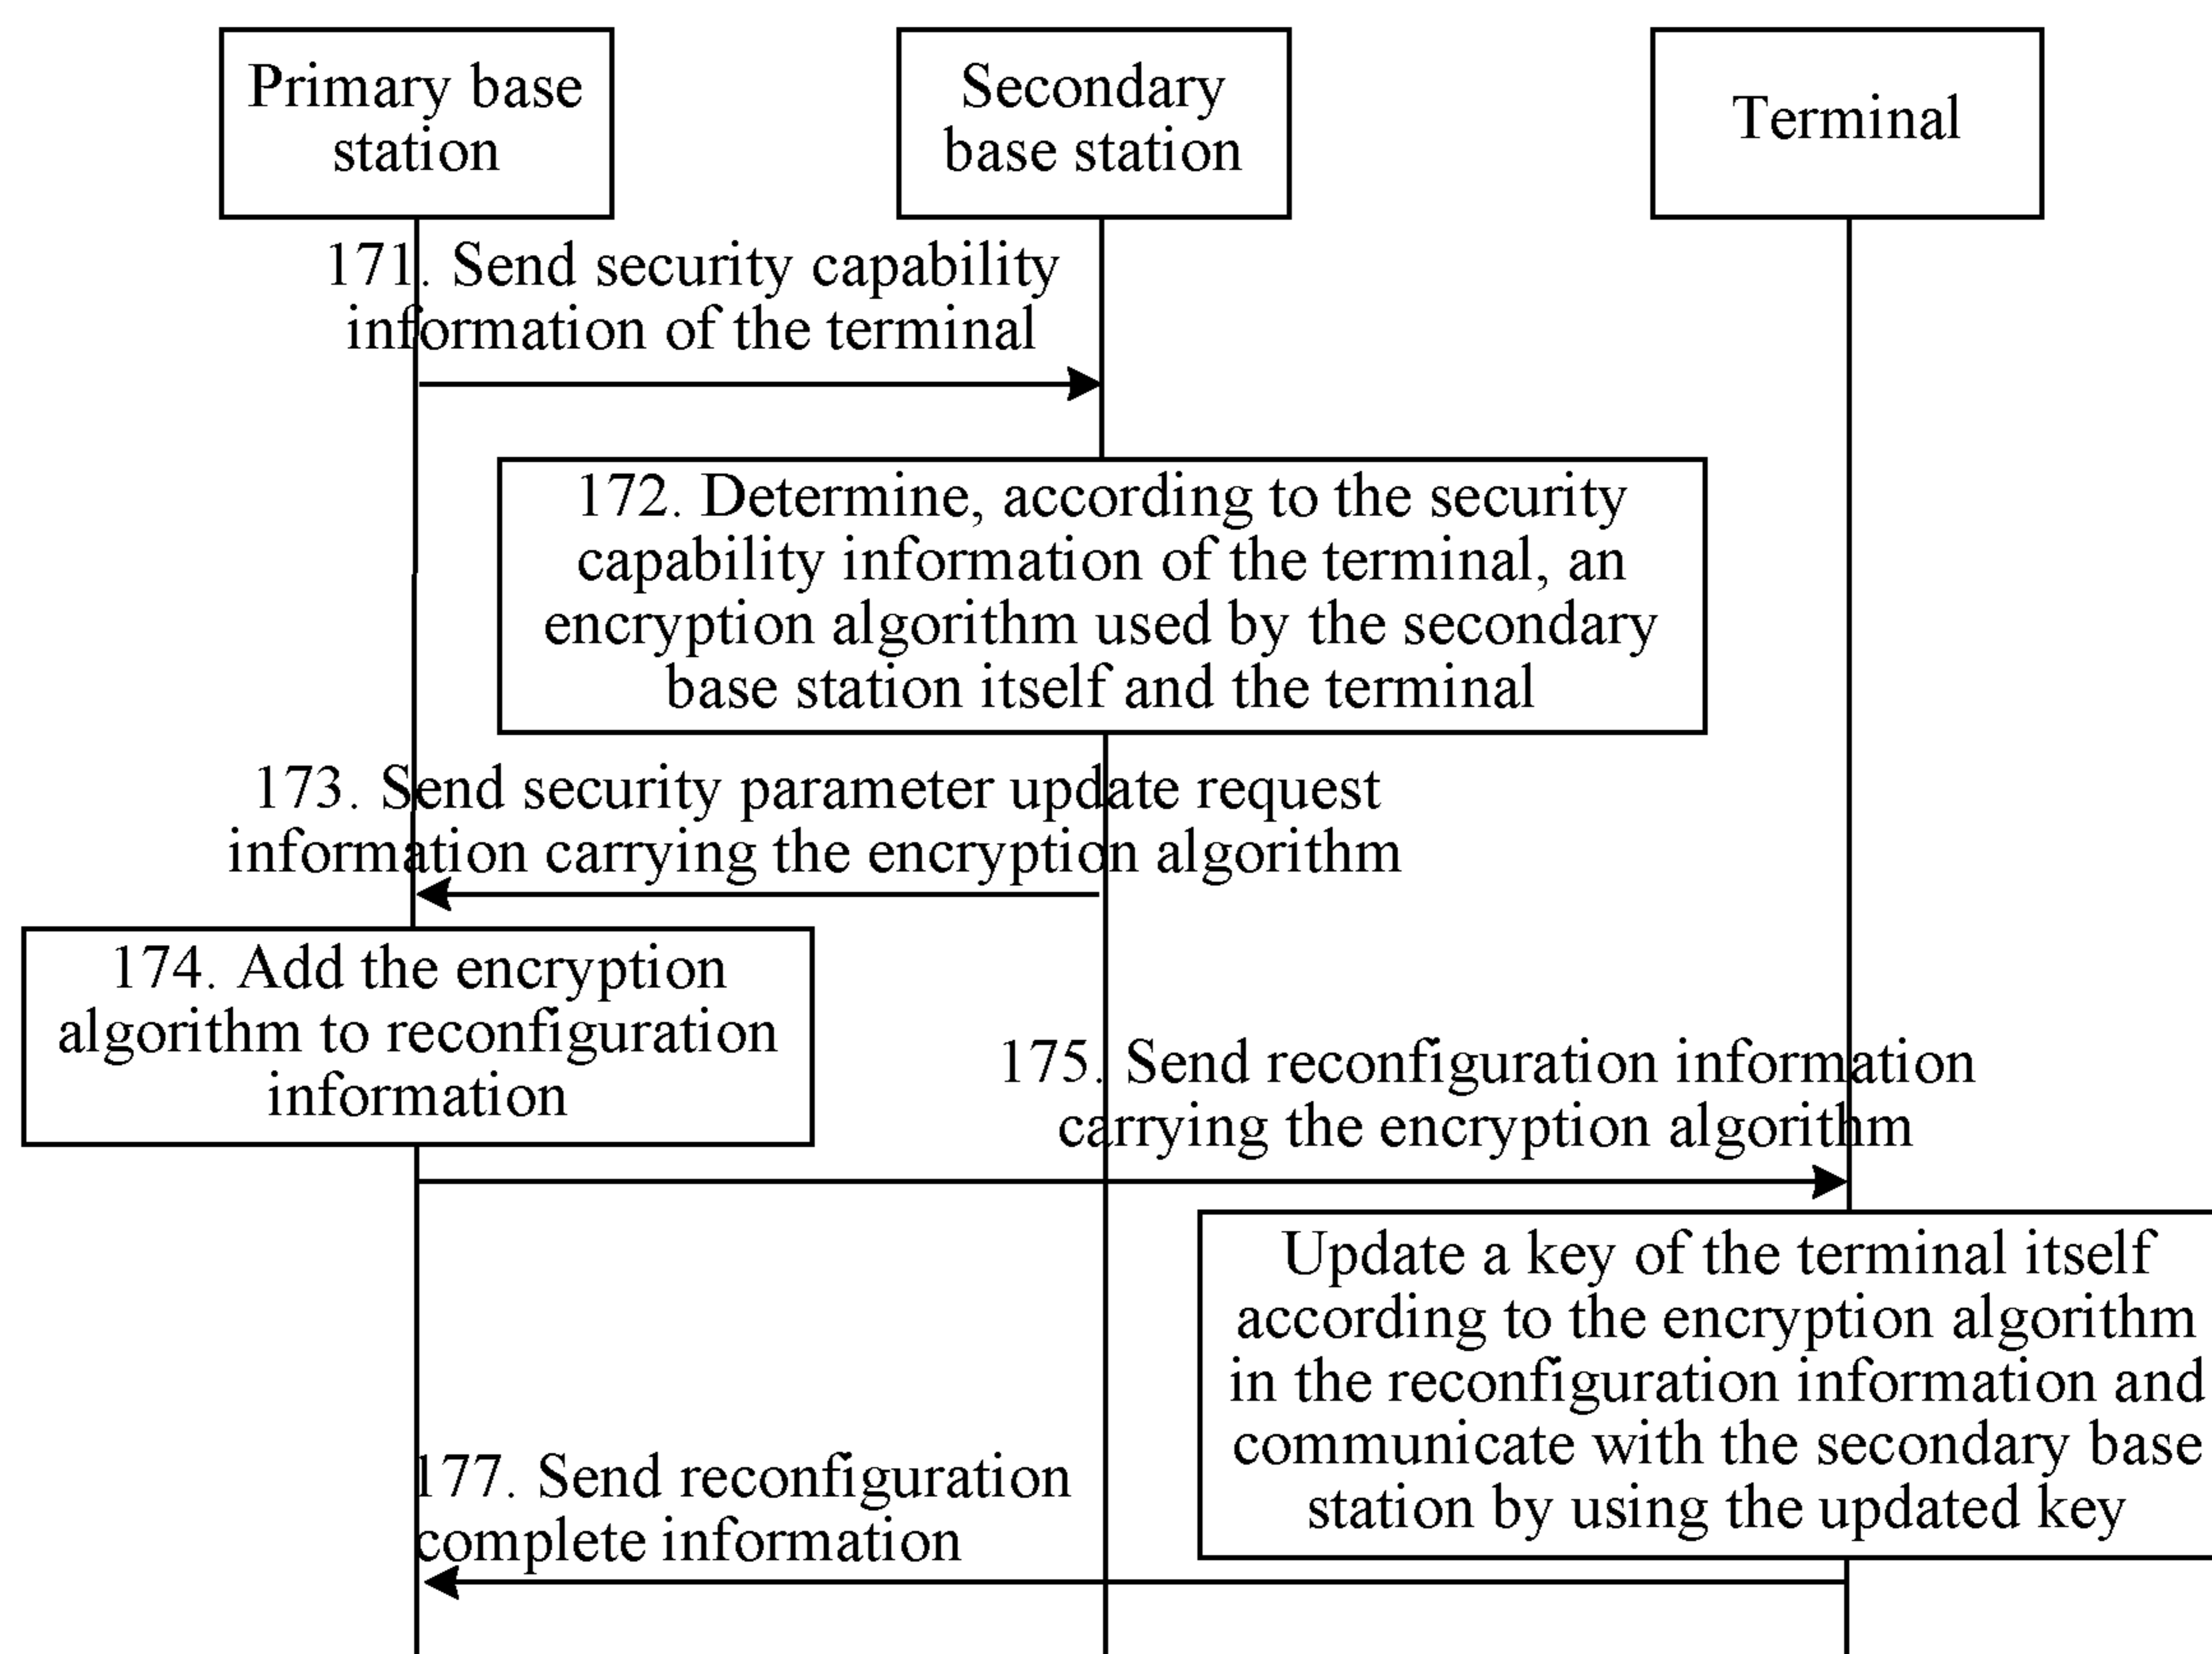 Primary base
station
Secondary
base station
Terminal
171. Send security capability
information of the terminal
172. Determine, according to the security
capability information of the terminal, an
encryption algorithm used by the secondary
base station itself and the terminal
173. Send security parameter update request
information carrying the encryption algorithm
174. Add the encryption
algorithm to reconfiguration
information
175. Send reconfiguration information
carrying the encryption algorithm
Update a key of the terminal itself
according to the encryption algorithm
in the reconfiguration information and
communicate with the secondary base
station by using the updated key
177. Send reconfiguration
complete information